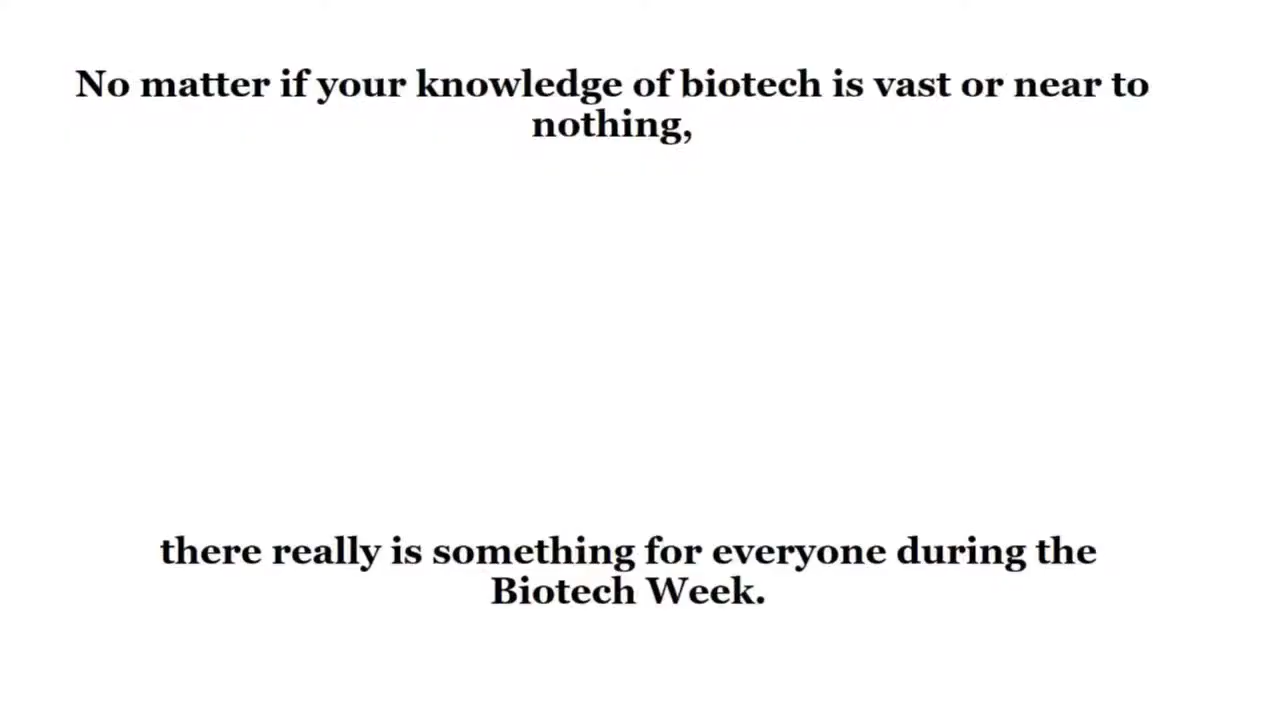 No matter if your knowledge of biotech is vast or near to
nothing,
there really is something for everyone during the
Biotech Week.